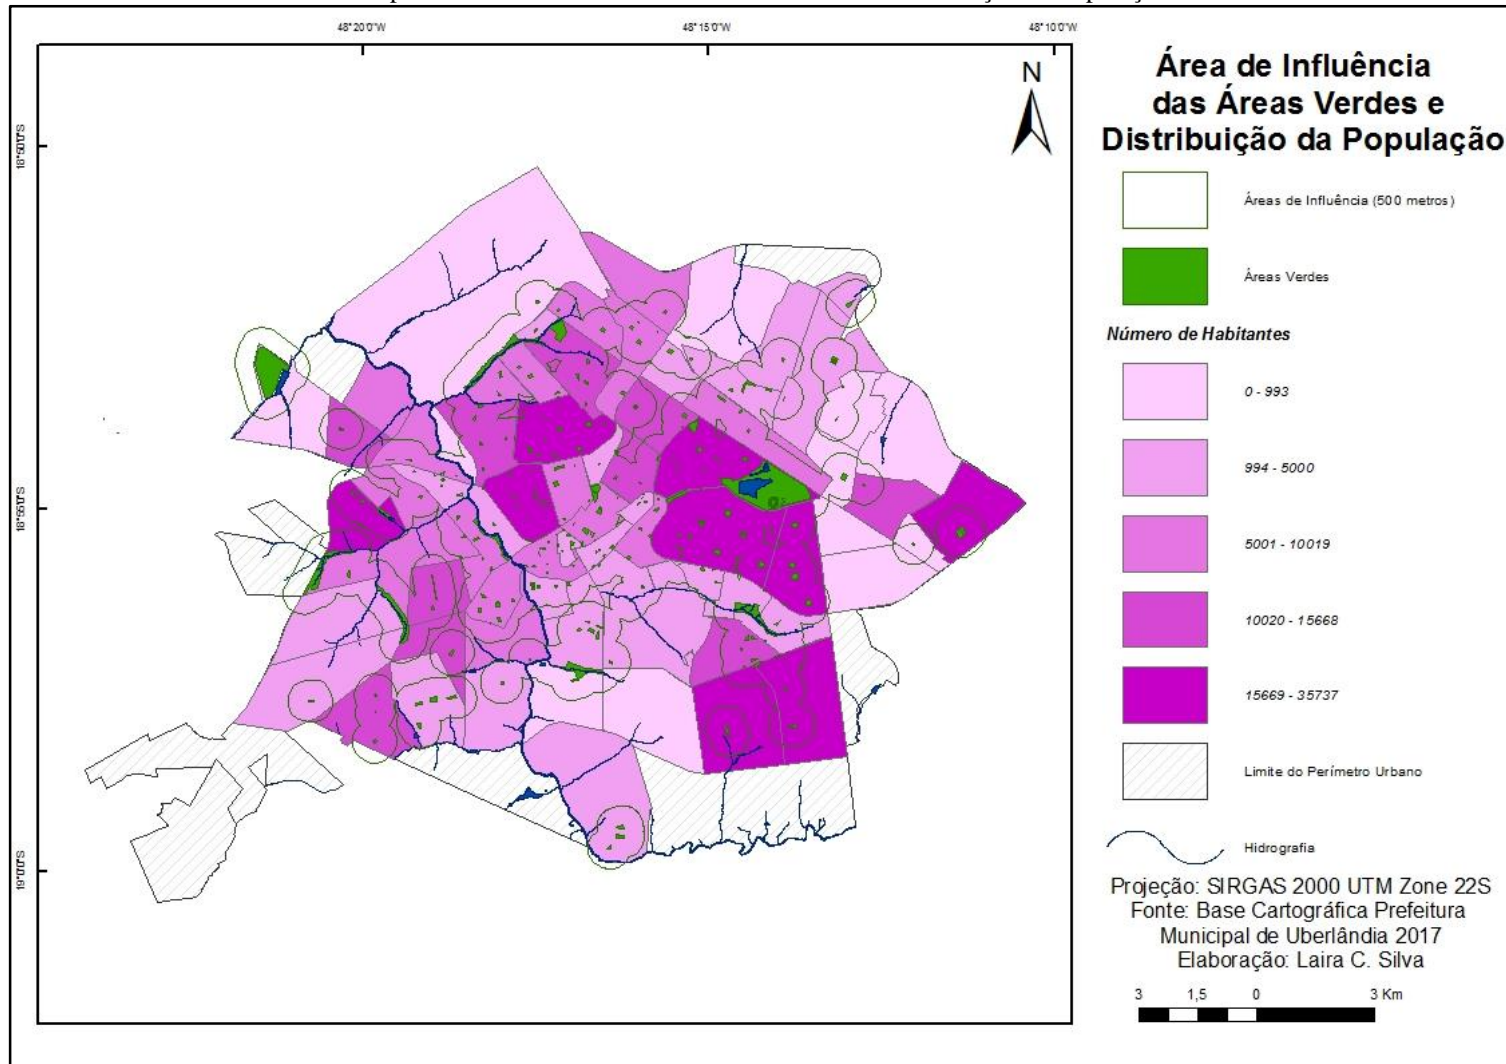 48°20'0"W
48°15'0"W
48°10'0"W
18°50'0"S
18°55'0"S
19°0'0"S
N
Área de Influência
das Áreas Verdes e
Distribuição da População
Áreas de Influência (500 metros)
Áreas Verdes
Número de Habitantes
0 - 993
994 - 5000
5001 - 10019
10020 - 15668
15669 - 35737
Limite do Perímetro Urbano
Hidrografia
Projeção: SIRGAS 2000 UTM Zone 22S
Fonte: Base Cartográfica Prefeitura
Municipal de Uberlândia 2017
Elaboração: Laira C. Silva
3 1,5 0 3 Km